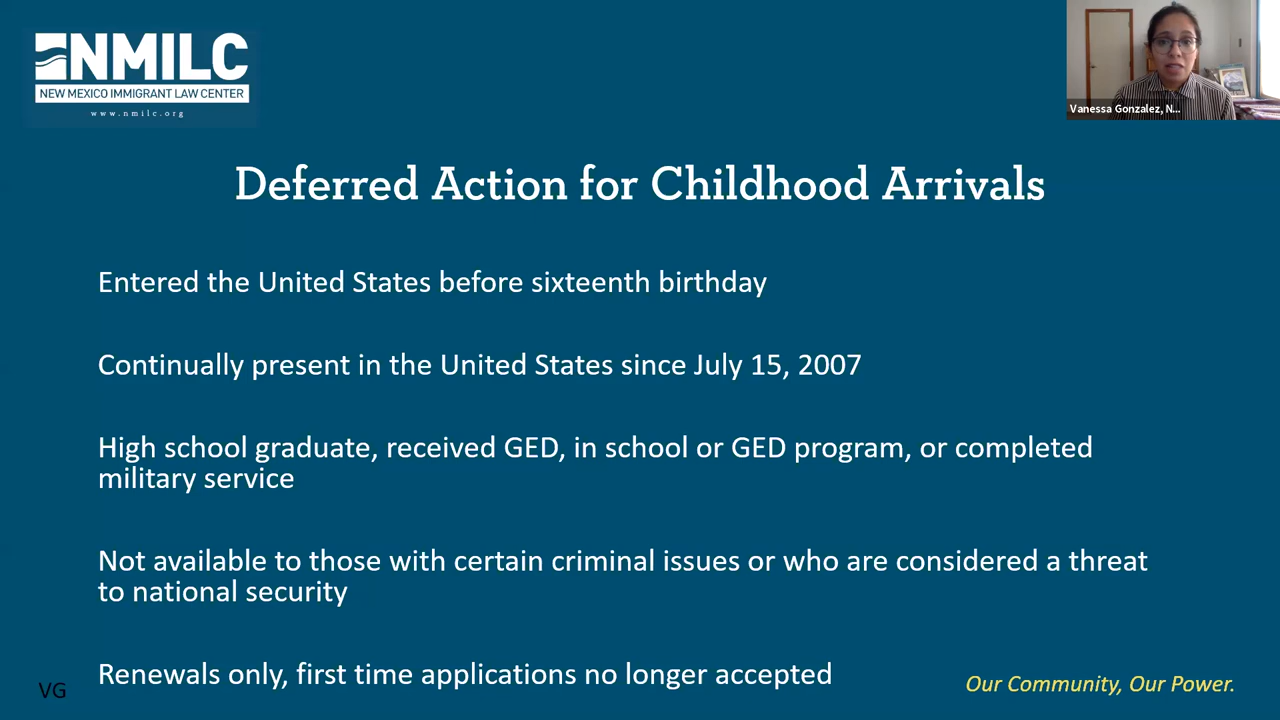 NMILC
NEW MEXICO IMMIGRANT LAW CENTER
www.nmilc.org
Vanessa Gonzalez, N...
Deferred Action for Childhood Arrivals
Entered the United States before sixteenth birthday
Continually present in the United States since July 15, 2007
High school graduate, received GED, in school or GED program, or completed
military service
Not available to those with certain criminal issues or who are considered a threat
to national security
Renewals only, first time applications no longer accepted
VG
Our Community, Our Power.